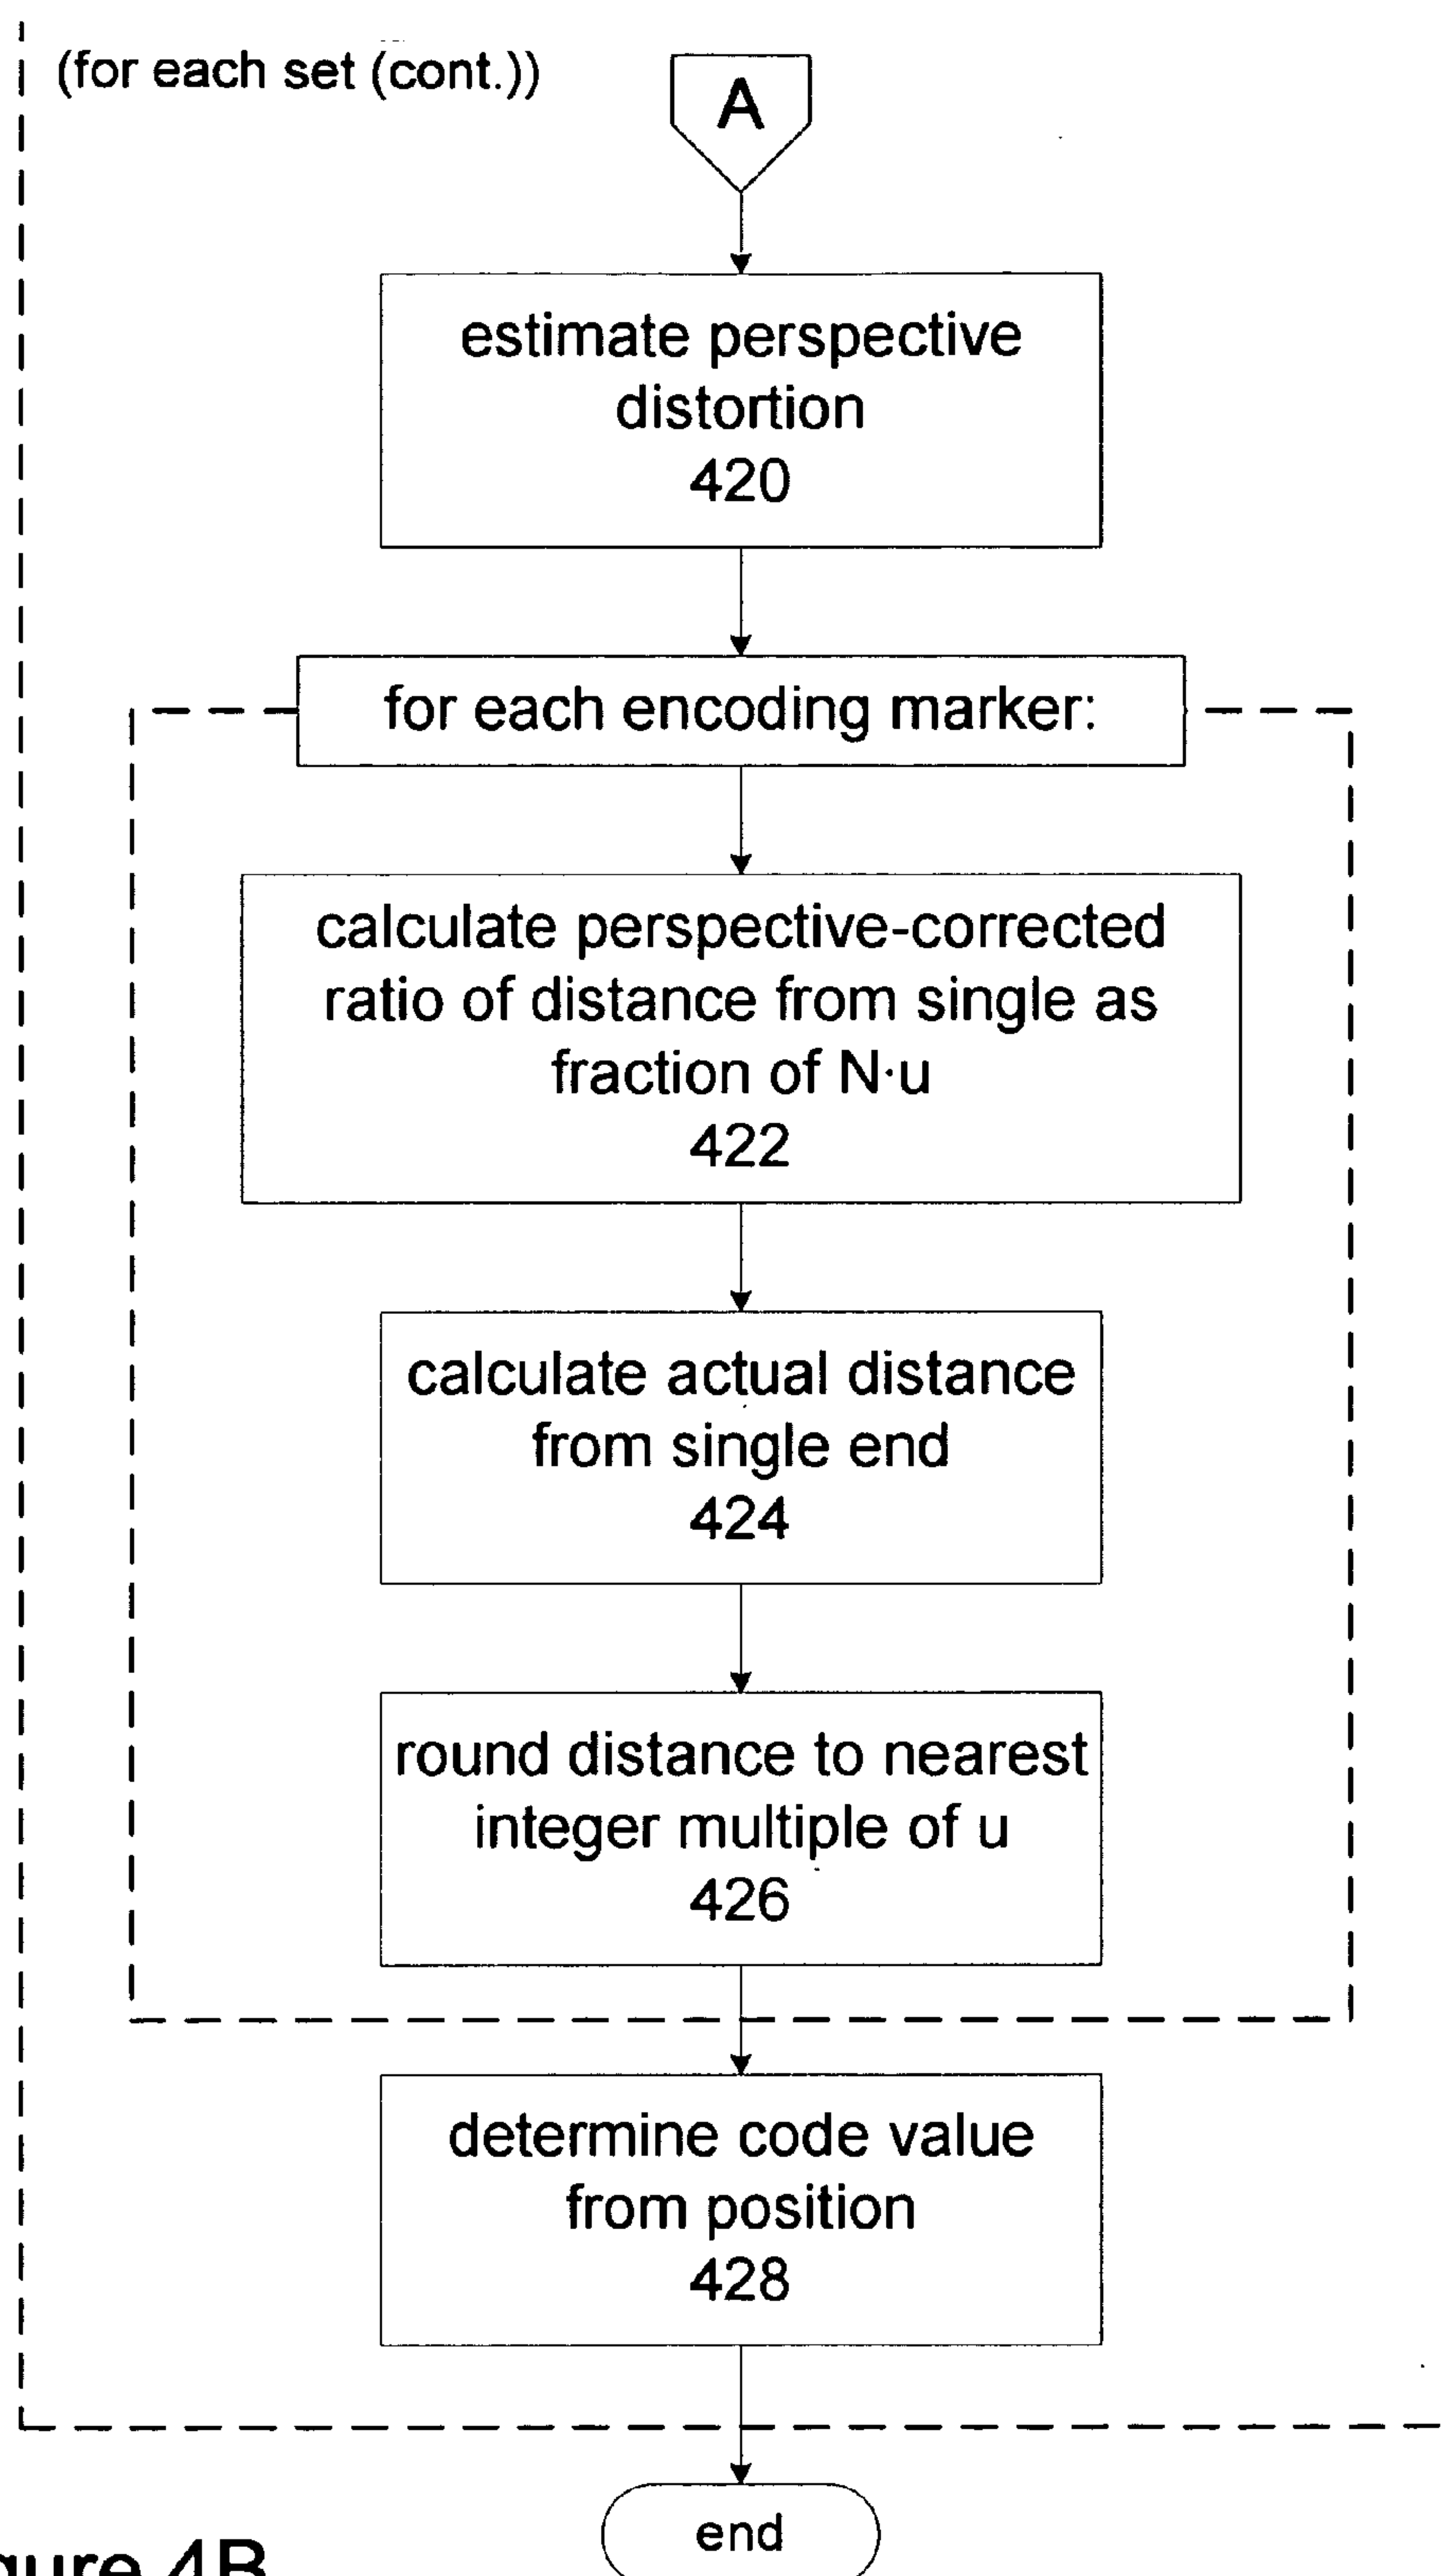 (for each set (cont.))
A
estimate perspective
distortion
420
for each encoding marker:
calculate perspective-corrected
ratio of distance from single as
fraction of N·u
422
calculate actual distance
from single end
424
round distance to nearest
integer multiple of u
426
determine code value
from position
428
end
gure 4B